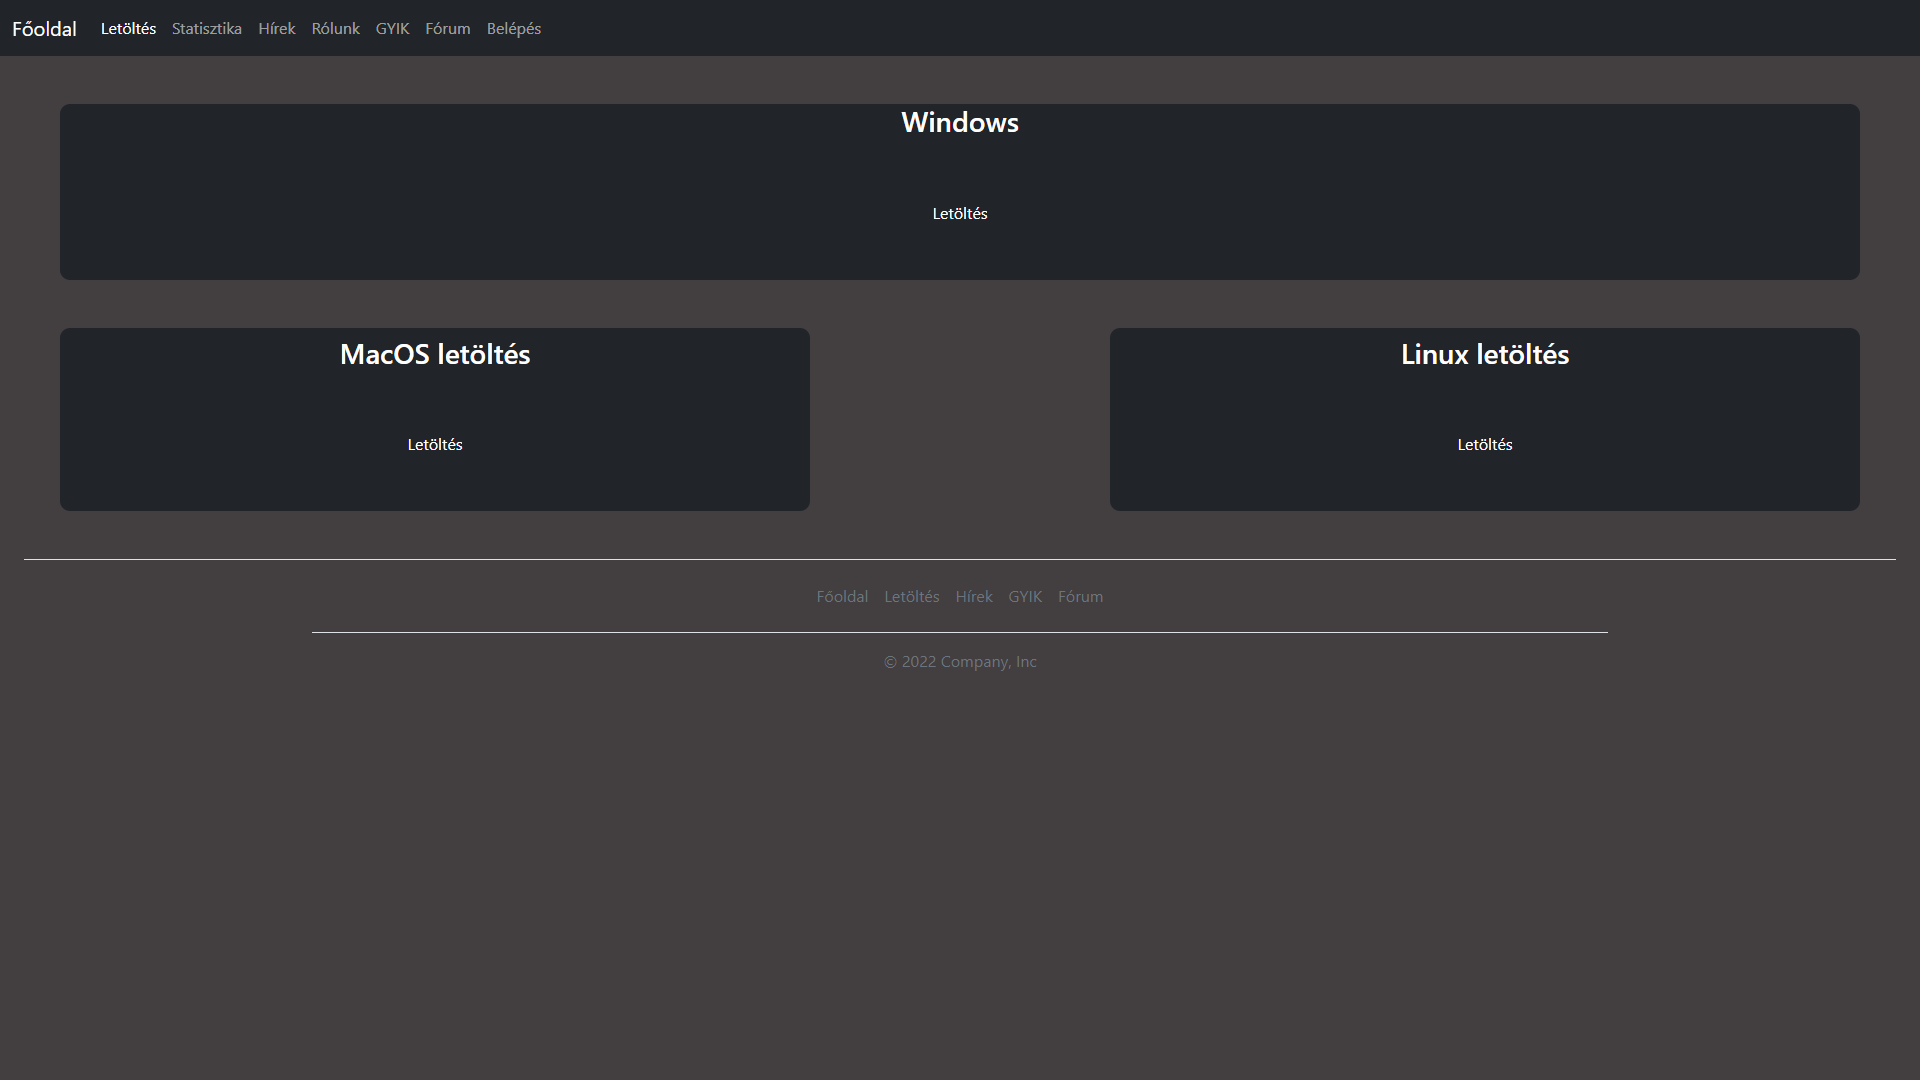 Főoldal Letöltés Statisztika Hírek Rólunk GYIK Fórum Belépés
Windows
Letöltés
MacOS letöltés
Letöltés
Linux letöltés
Letöltés
Főoldal Letöltés Hírek GYIK Fórum
© 2022 Company, Inc